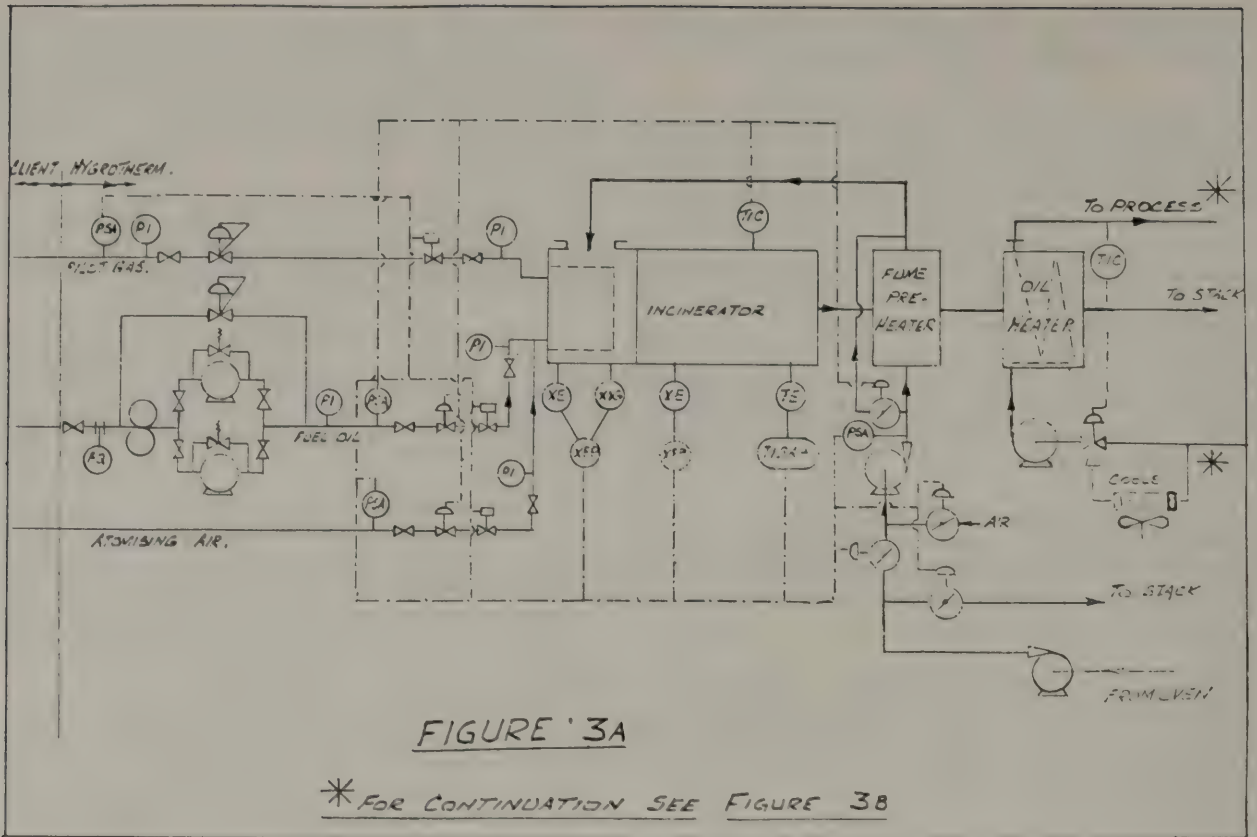 CLIENT HYGROTHERM.
PSA
PI
PILOT GAS.
PI
TIC
TO PROCESS
TIC
FUME PRE-HEATER
OIL HEATER
TO STACK
INCINERATOR
PI
PI
PSA
FUEL OIL
XE
XXG
XE
TE
PSA
PI
PSA
ATOMISING AIR.
AIR
TO STACK
FROM
FIGURE 3A
* FOR CONTINUATION SEE FIGURE 3B